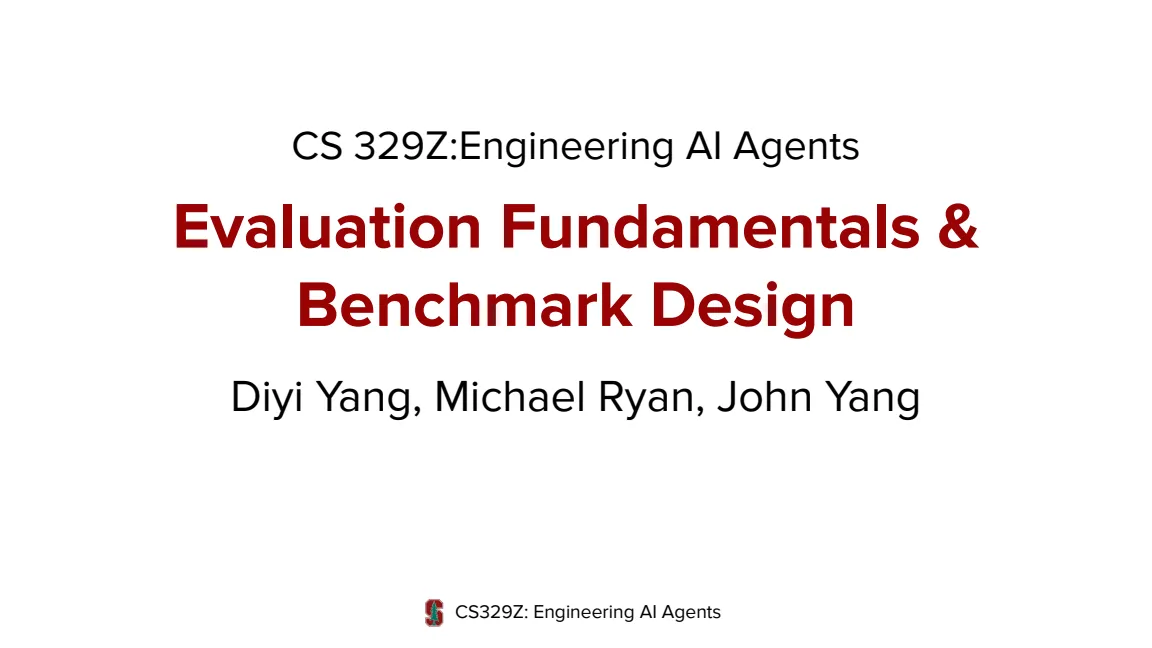 CS 329Z:Engineering AI Agents
Evaluation Fundamentals &
Benchmark Design
Diyi Yang, Michael Ryan, John Yang
CS329Z: Engineering AI Agents